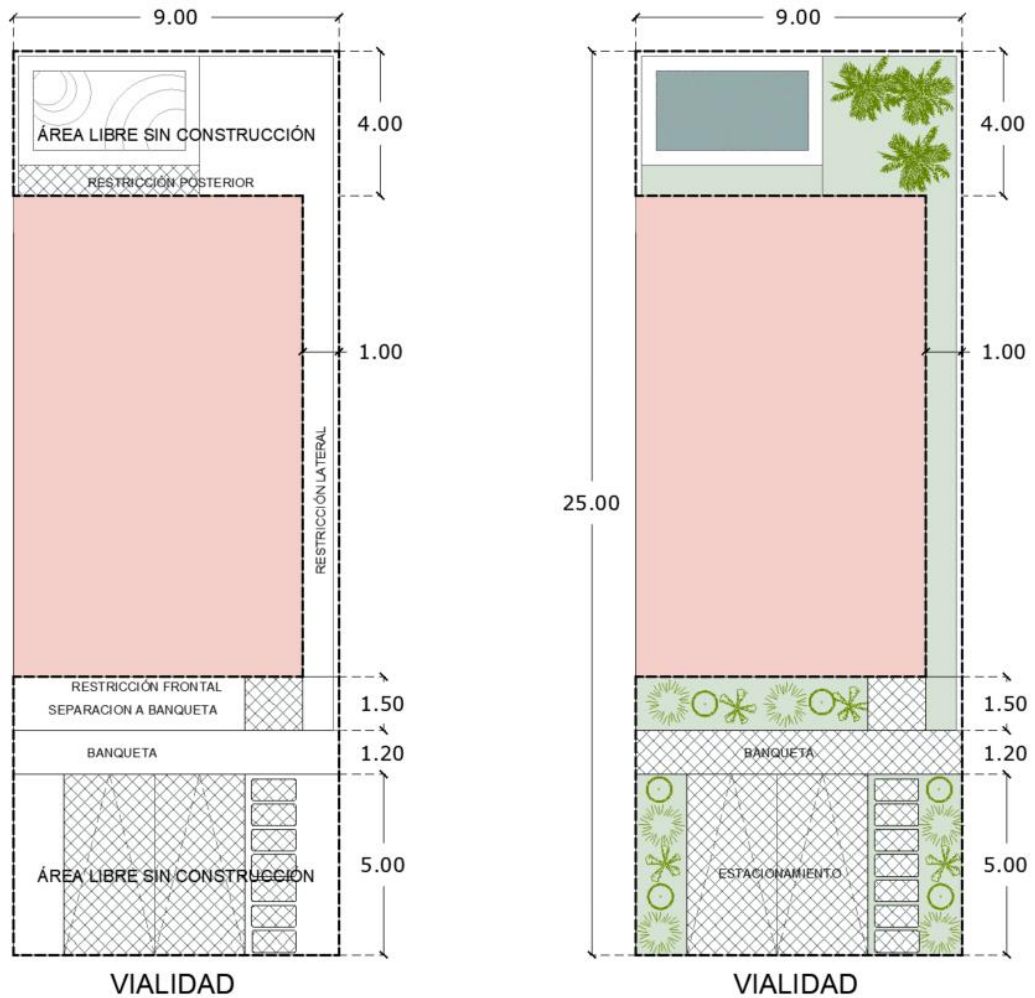 9.00
4.00
ÁREA LIBRE SIN CONSTRUCCIÓN
RESTRICCIÓN POSTERIOR
1.00
RESTRICCIÓN LATERAL
RESTRICCIÓN FRONTAL
SEPARACION A BANQUETA
1.50
BANQUETA
1.20
ÁREA LIBRE SIN CONSTRUCCIÓN
5.00
VIALIDAD
9.00
4.00
1.00
25.00
1.50
BANQUETA
1.20
ESTACIONAMIENTO
5.00
VIALIDAD